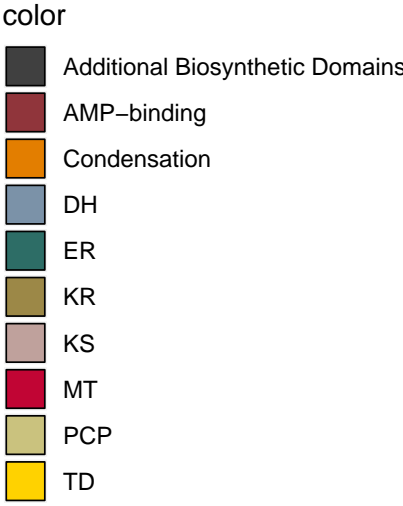 color
Additional Biosynthetic Domains
AMP−binding
Condensation
DH
ER
KR
KS
MT
PCP
TD